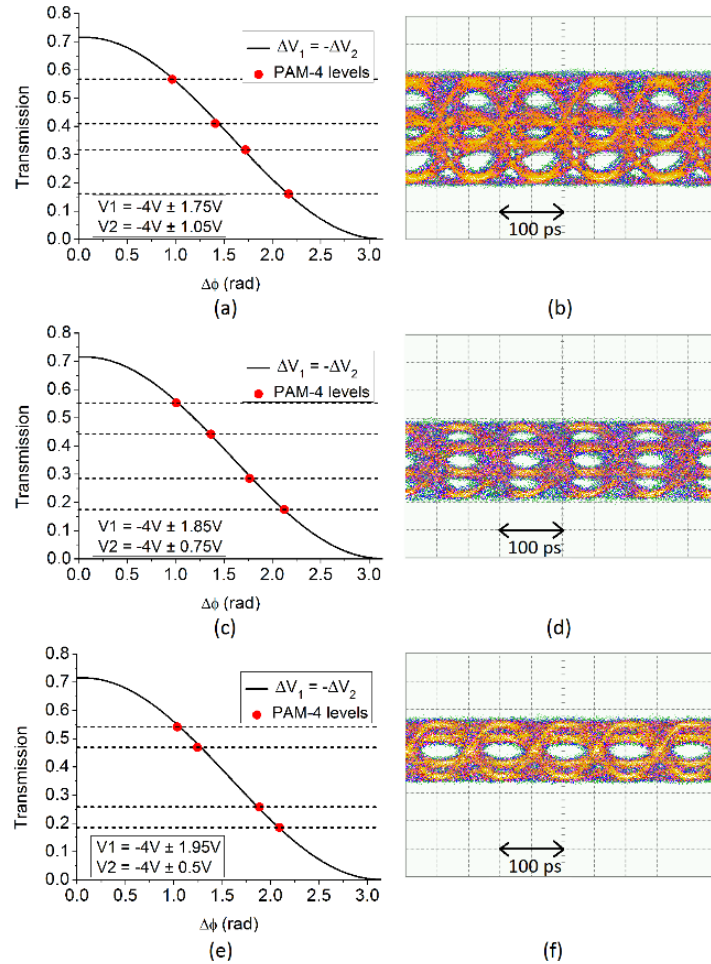 0.8
0.7
0.6
0.5
0.4
0.3
0.2
0.1
0.0
Transmission
ΔV₁ = -ΔV₂
PAM-4 levels
V1 = -4V ± 1.75V
V2 = -4V ± 1.05V
0.0 0.5 1.0 1.5 2.0 2.5 3.0
Δϕ (rad)
(a)
100 ps
(b)
0.8
0.7
0.6
0.5
0.4
0.3
0.2
0.1
0.0
Transmission
ΔV₁ = -ΔV₂
PAM-4 levels
V1 = -4V ± 1.85V
V2 = -4V ± 0.75V
0.0 0.5 1.0 1.5 2.0 2.5 3.0
Δϕ (rad)
(c)
100 ps
(d)
0.8
0.7
0.6
0.5
0.4
0.3
0.2
0.1
0.0
Transmission
ΔV₁ = -ΔV₂
PAM-4 levels
V1 = -4V ± 1.95V
V2 = -4V ± 0.5V
0.0 0.5 1.0 1.5 2.0 2.5 3.0
Δϕ (rad)
(e)
100 ps
(f)